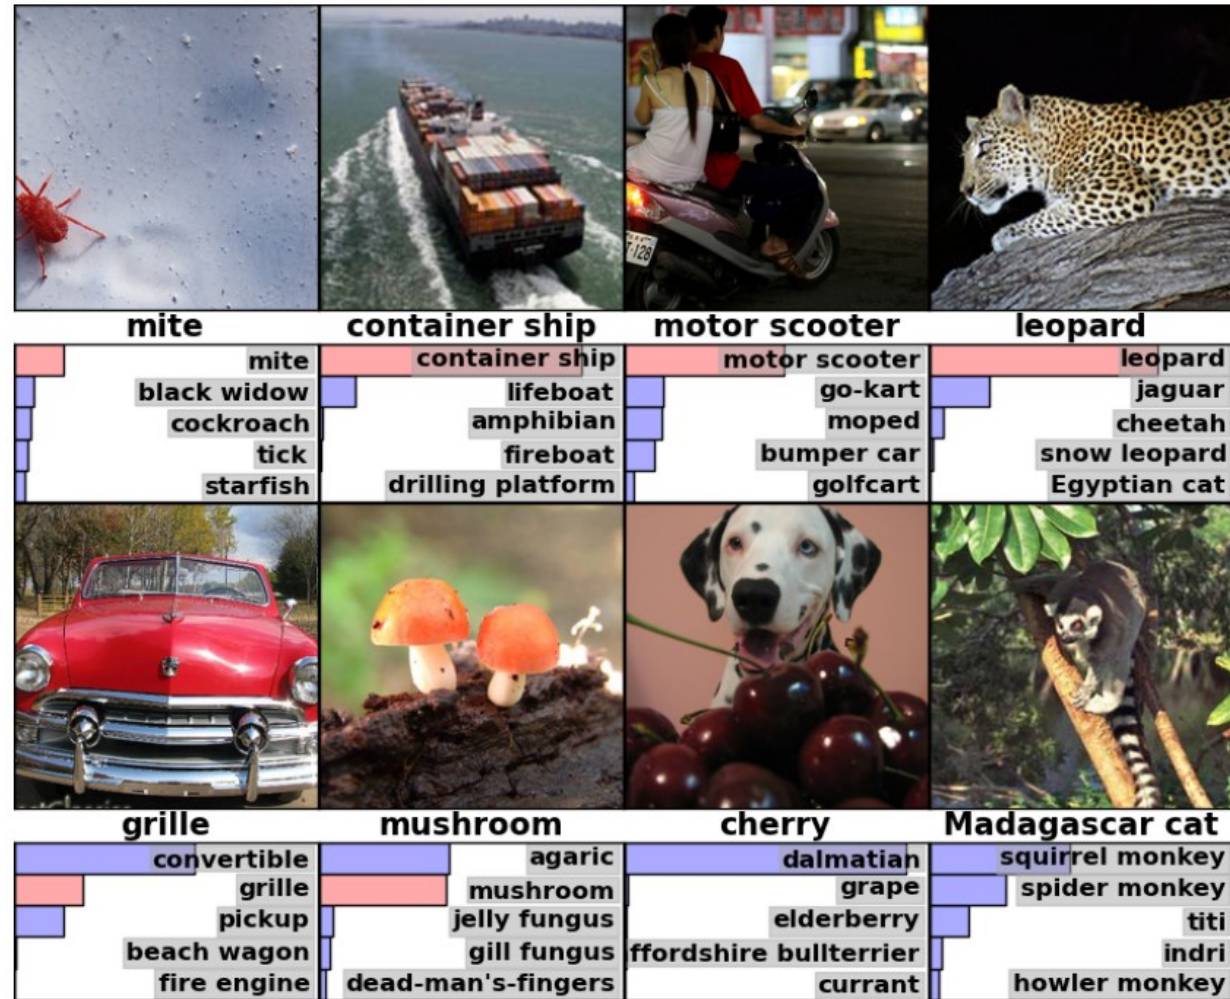 128
mite
container ship
motor scooter
leopard
mite
black widow
cockroach
tick
starfish
container ship
lifeboat
amphibian
fireboat
drilling platform
motor scooter
go-kart
moped
bumper car
golfcart
leopard
jaguar
cheetah
snow leopard
Egyptian cat
grille
mushroom
cherry
Madagascar cat
convertible
grille
pickup
beach wagon
fire engine
agaric
mushroom
jelly fungus
gill fungus
dead-man's-fingers
dalmatian
grape
elderberry
ffordshire bullterrier
currant
squirrel monkey
spider monkey
titi
indri
howler monkey